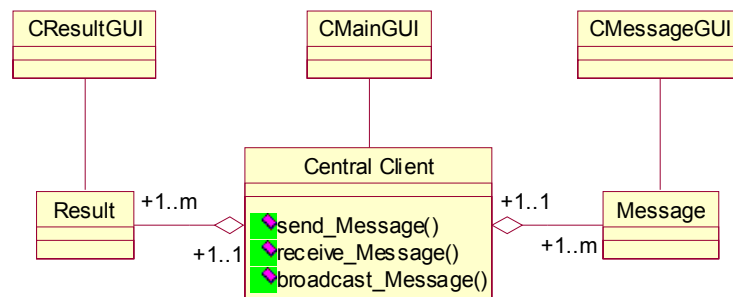 CResultGUI
CMainGUI
CMessageGUI
Central Client
Result
+1..m
+1..1
send_Message()
receive_Message()
broadcast_Message()
+1..1
+1..m
Message